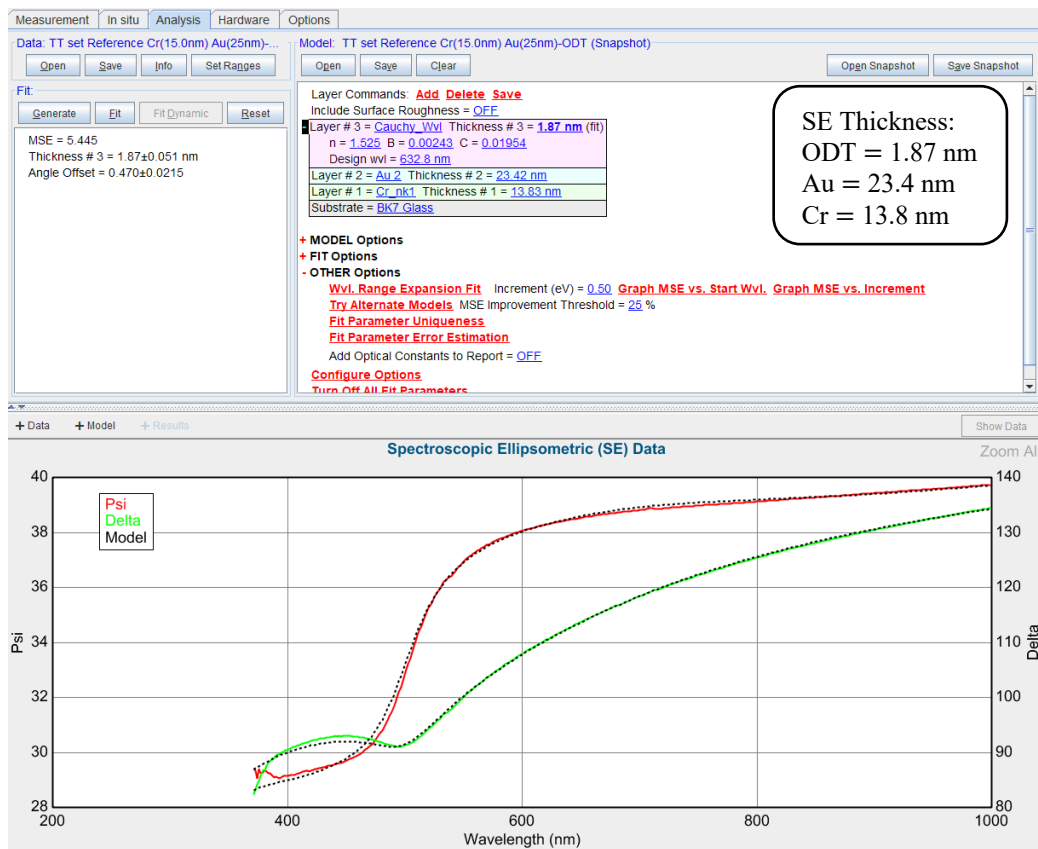 Measurement In situ Analysis Hardware Options
Data: TT set Reference Cr(15.0nm) Au(25nm)-...
Open Save Info Set Ranges
Fit:
Generate Fit Fit Dynamic Reset
MSE = 5.445
Thickness # 3 = 1.87±0.051 nm
Angle Offset = 0.470±0.0215
Model: TT set Reference Cr(15.0nm) Au(25nm)-ODT (Snapshot)
Open Save Clear Open Snapshot Save Snapshot
Layer Commands: Add Delete Save
Include Surface Roughness = OFF
- Layer # 3 = Cauchy_Wvl Thickness # 3 = 1.87 nm (fit)
n = 1.525 B = 0.00243 C = 0.01954
Design wvl = 632.8 nm
Layer # 2 = Au 2 Thickness # 2 = 23.42 nm
Layer # 1 = Cr_nk1 Thickness # 1 = 13.83 nm
Substrate = BK7 Glass
+ MODEL Options
+ FIT Options
- OTHER Options
Wvl. Range Expansion Fit Increment (eV) = 0.50 Graph MSE vs. Start Wvl. Graph MSE vs. Increment
Try Alternate Models MSE Improvement Threshold = 25 %
Fit Parameter Uniqueness
Fit Parameter Error Estimation
Add Optical Constants to Report = OFF
Configure Options
Turn Off All Fit Parameters
SE Thickness:
ODT = 1.87 nm
Au = 23.4 nm
Cr = 13.8 nm
+ Data + Model + Results Show Data
Spectroscopic Ellipsometric (SE) Data
Zoom Al
Psi
Delta
Model
40
38
36
34
32
30
28
Psi
140
130
120
110
100
90
80
Delta
200 400 600 800 1000
Wavelength (nm)